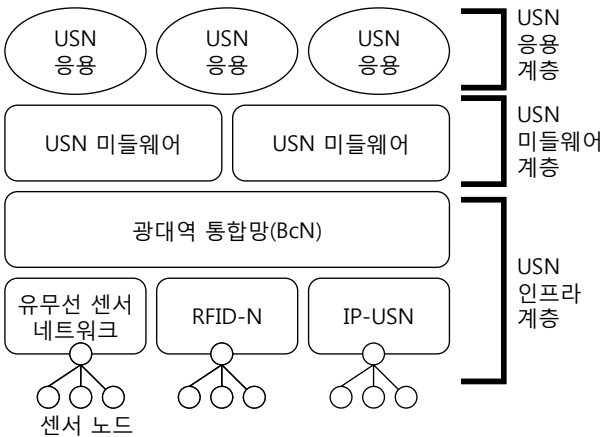 USN
응용
USN
응용
USN
응용
USN
응용
계층
USN 미들웨어
USN 미들웨어
USN
미들웨어
계층
광대역 통합망(BcN)
유무선 센서
네트워크
RFID-N
IP-USN
USN
인프라
계층
센서 노드